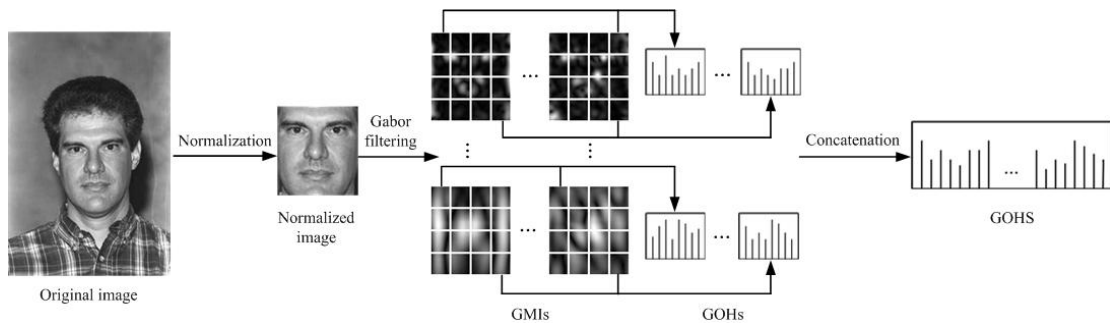 Original image
Normalization
Normalized
image
Gabor
filtering
...
...
...
...
GMIs
...
...
GOHs
Concatenation
...
GOHS